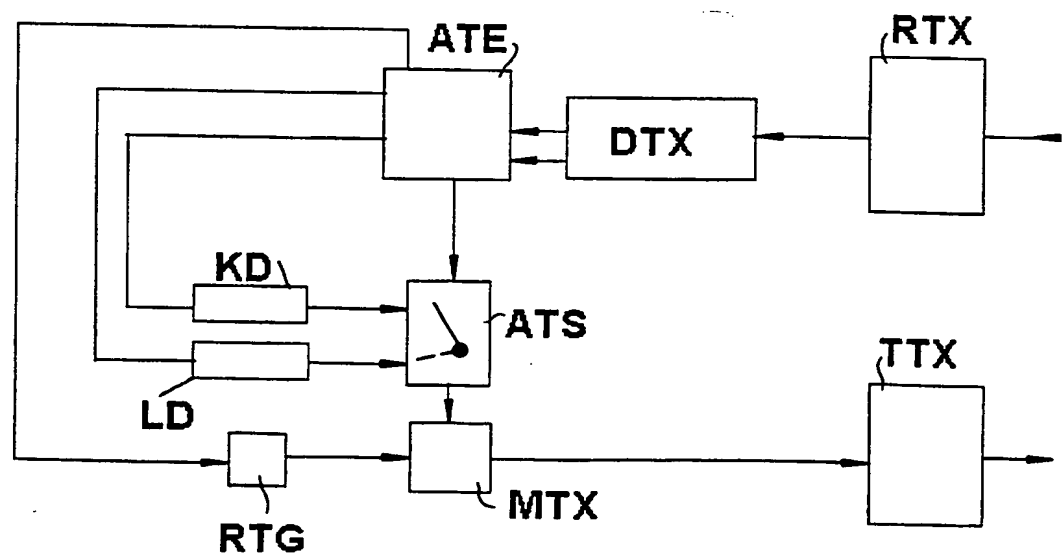 ATE
RTX
DTX
KD
ATS
TTX
LD
MTX
RTG